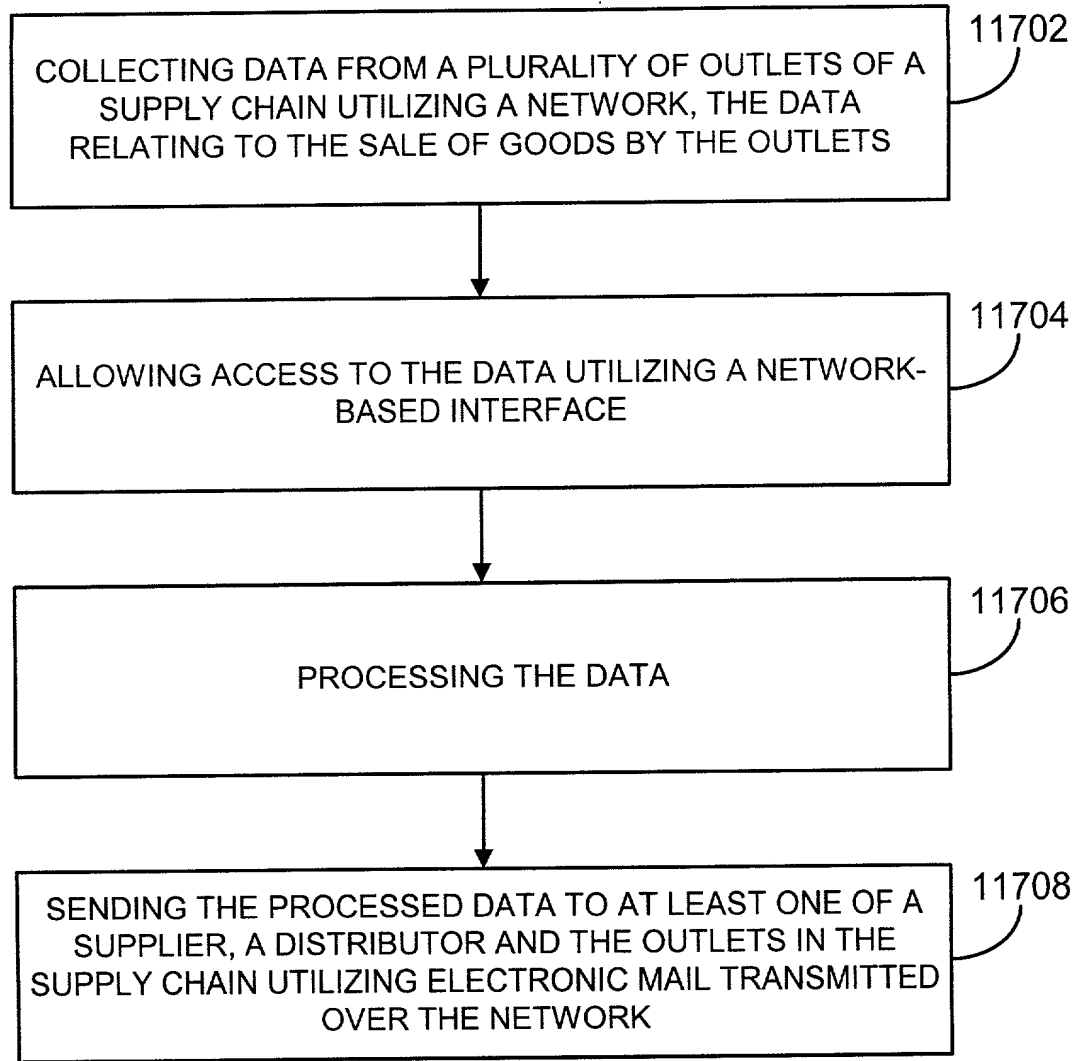 11702
COLLECTING DATA FROM A PLURALITY OF OUTLETS OF A
SUPPLY CHAIN UTILIZING A NETWORK, THE DATA
RELATING TO THE SALE OF GOODS BY THE OUTLETS
11704
ALLOWING ACCESS TO THE DATA UTILIZING A NETWORK-
BASED INTERFACE
11706
PROCESSING THE DATA
11708
SENDING THE PROCESSED DATA TO AT LEAST ONE OF A
SUPPLIER, A DISTRIBUTOR AND THE OUTLETS IN THE
SUPPLY CHAIN UTILIZING ELECTRONIC MAIL TRANSMITTED
OVER THE NETWORK